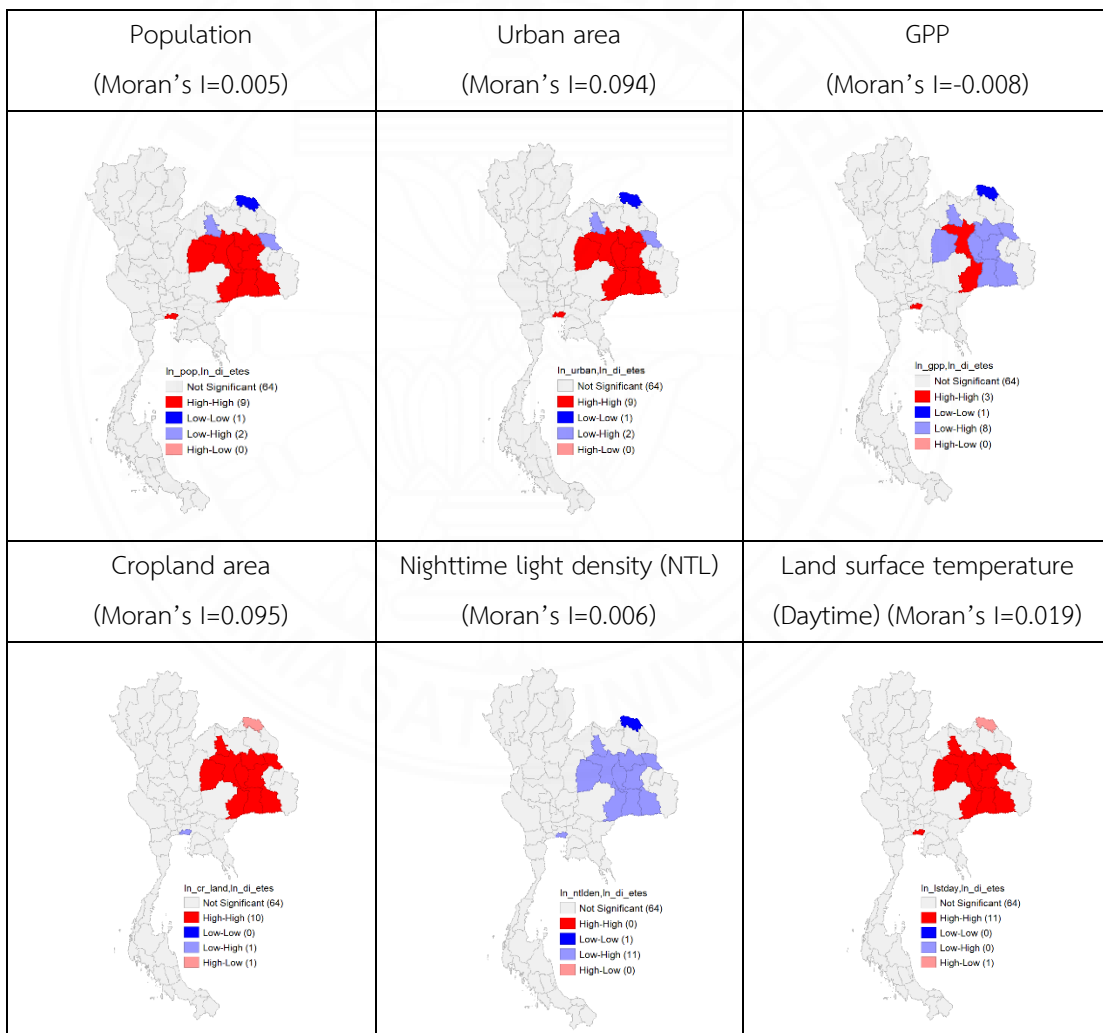 Population
(Moran’s I=0.005)
Urban area
(Moran’s I=0.094)
GPP
(Moran’s I=-0.008)
ln_pop,ln_di_etes
Not Significant (64)
High-High (9)
Low-Low (1)
Low-High (2)
High-Low (0)
ln_urban,ln_di_etes
Not Significant (64)
High-High (9)
Low-Low (1)
Low-High (2)
High-Low (0)
ln_gpp,ln_di_etes
Not Significant (64)
High-High (3)
Low-Low (1)
Low-High (8)
High-Low (0)
Cropland area
(Moran’s I=0.095)
Nighttime light density (NTL)
(Moran’s I=0.006)
Land surface temperature
(Daytime) (Moran’s I=0.019)
ln_cr_land,ln_di_etes
Not Significant (64)
High-High (10)
Low-Low (0)
Low-High (1)
High-Low (1)
ln_ntlden,ln_di_etes
Not Significant (64)
High-High (0)
Low-Low (1)
Low-High (11)
High-Low (0)
ln_lstday,ln_di_etes
Not Significant (64)
High-High (11)
Low-Low (0)
Low-High (0)
High-Low (1)